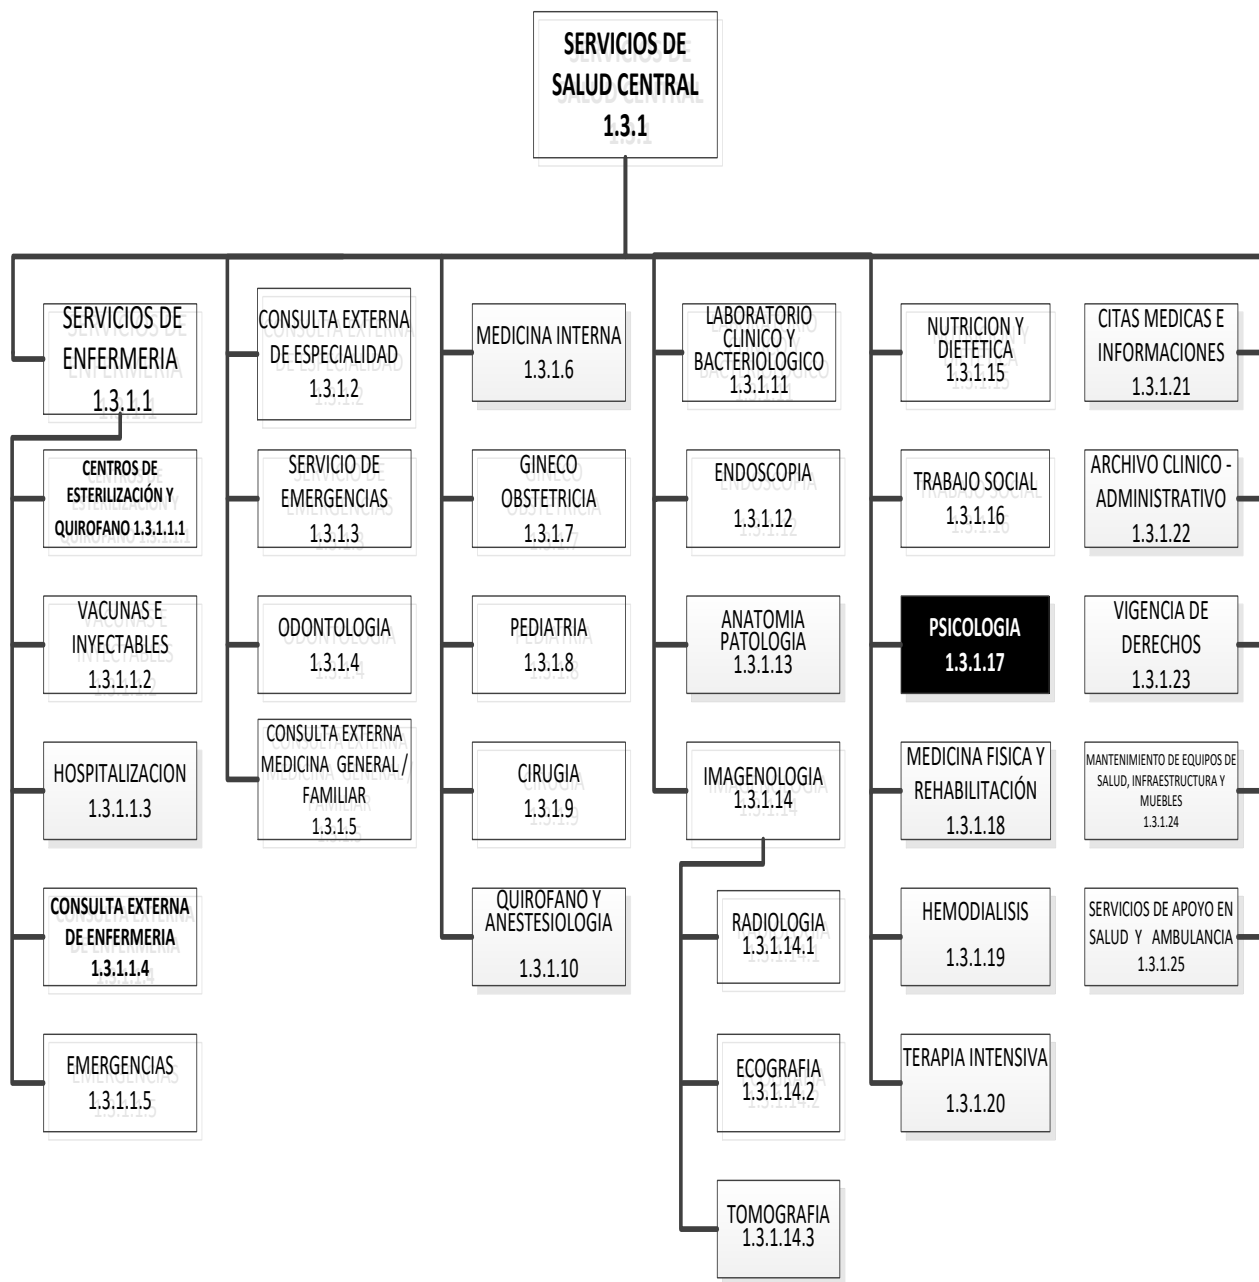 SERVICIOS DE
SALUD CENTRAL
1.3.1
SERVICIOS DE
ENFERMERIA
1.3.1.1
CENTROS DE
ESTERILIZACIÓN Y
QUIROFANO 1.3.1.1.1
VACUNAS E
INYECTABLES
1.3.1.1.2
HOSPITALIZACION
1.3.1.1.3
CONSULTA EXTERNA
DE ENFERMERIA
1.3.1.1.4
EMERGENCIAS
1.3.1.1.5
CONSULTA EXTERNA
DE ESPECIALIDAD
1.3.1.2
SERVICIO DE
EMERGENCIAS
1.3.1.3
ODONTOLOGIA
1.3.1.4
CONSULTA EXTERNA
MEDICINA GENERAL /
FAMILIAR
1.3.1.5
MEDICINA INTERNA
1.3.1.6
GINECO
OBSTETRICIA
1.3.1.7
PEDIATRIA
1.3.1.8
CIRUGIA
1.3.1.9
QUIROFANO Y
ANESTESIOLOGIA
1.3.1.10
LABORATORIO
CLINICO Y
BACTERIOLOGICO
1.3.1.11
ENDOSCOPIA
1.3.1.12
ANATOMIA
PATOLOGIA
1.3.1.13
IMAGENOLOGIA
1.3.1.14
RADIOLOGIA
1.3.1.14.1
ECOGRAFIA
1.3.1.14.2
TOMOGRAFIA
1.3.1.14.3
NUTRICION Y
DIETETICA
1.3.1.15
TRABAJO SOCIAL
1.3.1.16
PSICOLOGIA
1.3.1.17
MEDICINA FISICA Y
REHABILITACIÓN
1.3.1.18
HEMODIALISIS
1.3.1.19
TERAPIA INTENSIVA
1.3.1.20
CITAS MEDICAS E
INFORMACIONES
1.3.1.21
ARCHIVO CLINICO -
ADMINISTRATIVO
1.3.1.22
VIGENCIA DE
DERECHOS
1.3.1.23
MANTENIMIENTO DE EQUIPOS DE
SALUD, INFRAESTRUCTURA Y
MUEBLES
1.3.1.24
SERVICIOS DE APOYO EN
SALUD Y AMBULANCIA
1.3.1.25